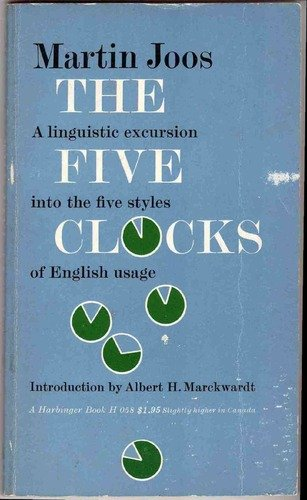 Martin Joos
THE
A linguistic excursion
FIVE
into the five styles
CLOCKS
of English usage
Introduction by Albert H. Marckwardt
A Harbinger Book H 058 $1.95 Slightly higher in Canada